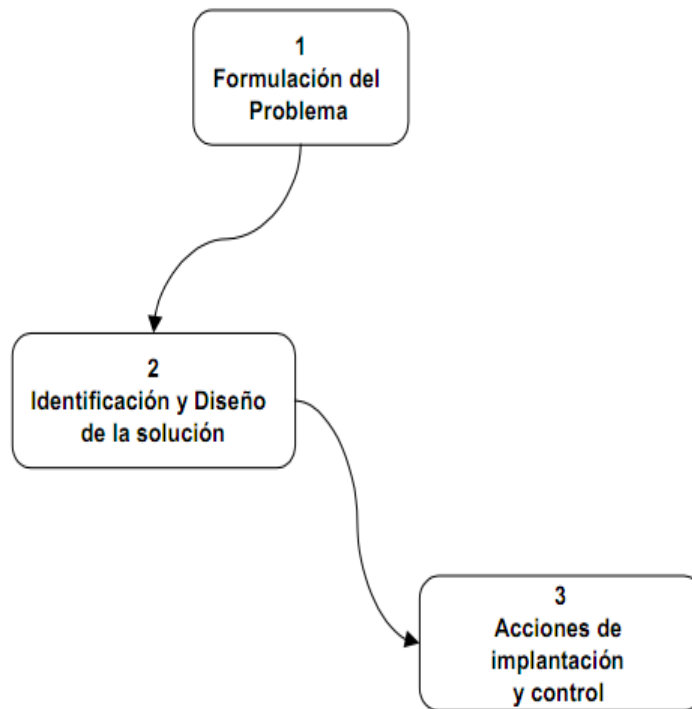 1
Formulación del
Problema
2
Identificación y Diseño
de la solución
3
Acciones de
implantación
y control